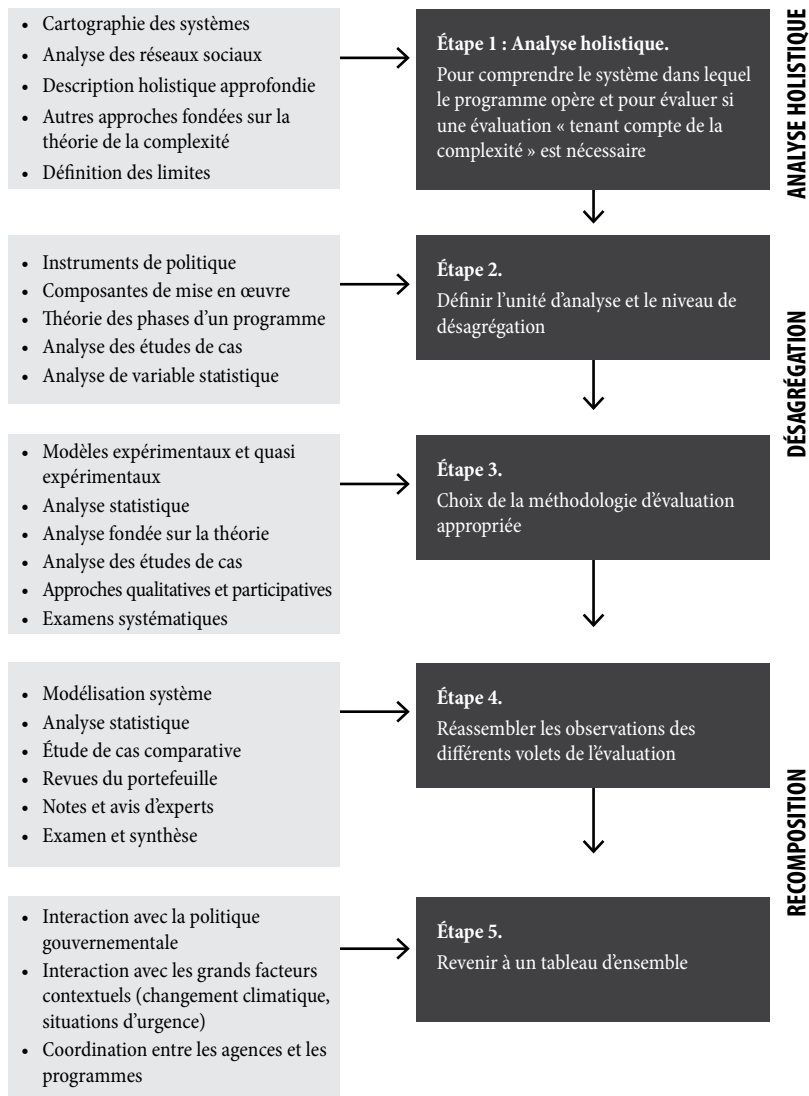 • Cartographie des systèmes
• Analyse des réseaux sociaux
• Description holistique approfondie
• Autres approches fondées sur la
théorie de la complexité
• Définition des limites
Étape 1 : Analyse holistique.
Pour comprendre le système dans lequel
le programme opère et pour évaluer si
une évaluation « tenant compte de la
complexité » est nécessaire
ANALYSE HOLISTIQUE
• Instruments de politique
• Composantes de mise en œuvre
• Théorie des phases d’un programme
• Analyse des études de cas
• Analyse de variable statistique
Étape 2.
Définir l’unité d’analyse et le niveau de
désagrégation
DÉSAGRÉGATION
• Modèles expérimentaux et quasi
expérimentaux
• Analyse statistique
• Analyse fondée sur la théorie
• Analyse des études de cas
• Approches qualitatives et participatives
• Examens systématiques
Étape 3.
Choix de la méthodologie d’évaluation
appropriée
• Modélisation système
• Analyse statistique
• Étude de cas comparative
• Revues du portefeuille
• Notes et avis d’experts
• Examen et synthèse
Étape 4.
Réassembler les observations des
différents volets de l’évaluation
RECOMPOSITION
• Interaction avec la politique
gouvernementale
• Interaction avec les grands facteurs
contextuels (changement climatique,
situations d’urgence)
• Coordination entre les agences et les
programmes
Étape 5.
Revenir à un tableau d’ensemble